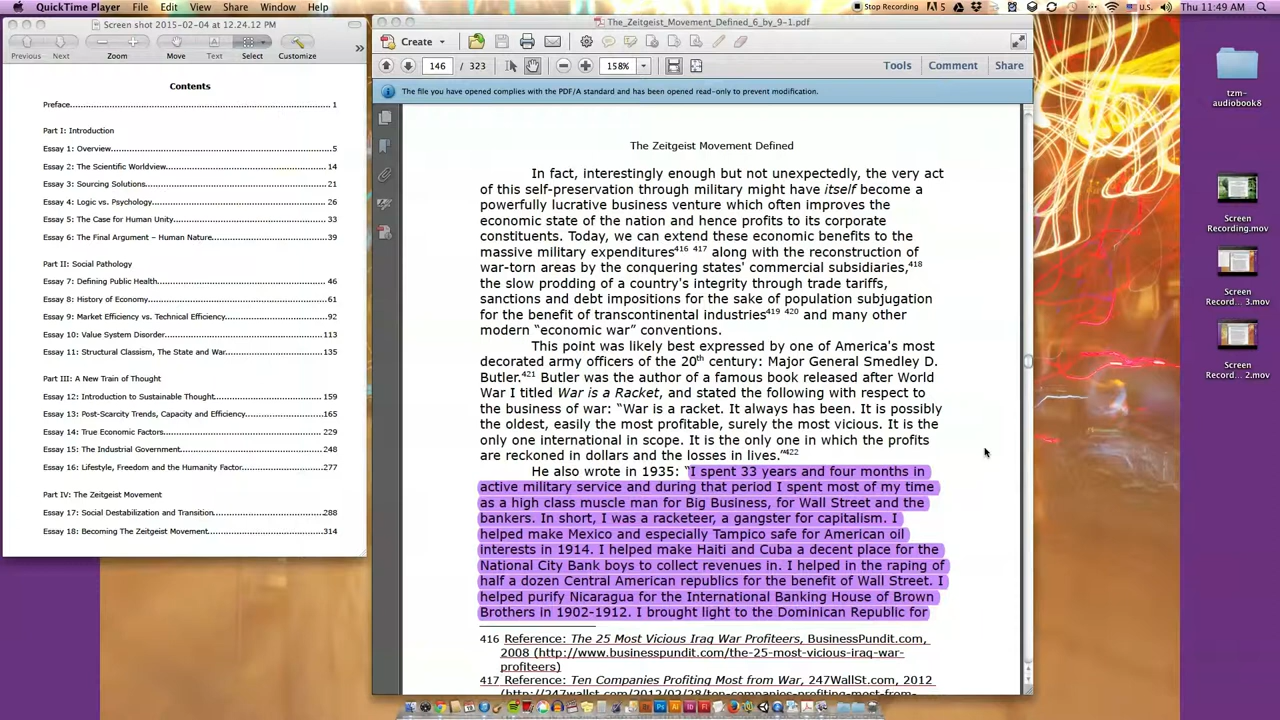 QuickTime Player File Edit View Share Window Help
Stop Recording
U.S.
Thu 11:49 AM
Screen shot 2015-02-04 at 12.24.12 PM
Previous Next Zoom Move Text Select Customize
Contents
Preface 1
Part I: Introduction
Essay 1: Overview 5
Essay 2: The Scientific Worldview 14
Essay 3: Sourcing Solutions 21
Essay 4: Logic vs. Psychology 26
Essay 5: The Case for Human Unity 33
Essay 6: The Final Argument – Human Nature 39
Part II: Social Pathology
Essay 7: Defining Public Health 46
Essay 8: History of Economy 61
Essay 9: Market Efficiency vs. Technical Efficiency 92
Essay 10: Value System Disorder 113
Essay 11: Structural Classism, The State and War 135
Part III: A New Train of Thought
Essay 12: Introduction to Sustainable Thought 159
Essay 13: Post-Scarcity Trends, Capacity and Efficiency 165
Essay 14: True Economic Factors 229
Essay 15: The Industrial Government 248
Essay 16: Lifestyle, Freedom and the Humanity Factor 277
Part IV: The Zeitgeist Movement
Essay 17: Social Destabilization and Transition 288
Essay 18: Becoming The Zeitgeist Movement 314
The_Zeitgeist_Movement_Defined_6_by_9-1.pdf
Create
146 / 323
158%
Tools Comment Share
The file you have opened complies with the PDF/A standard and has been opened read-only to prevent modification.
The Zeitgeist Movement Defined
In fact, interestingly enough but not unexpectedly, the very act
of this self-preservation through military might have itself become a
powerfully lucrative business venture which often improves the
economic state of the nation and hence profits to its corporate
constituents. Today, we can extend these economic benefits to the
massive military expenditures416 417 along with the reconstruction of
war-torn areas by the conquering states' commercial subsidiaries,418
the slow prodding of a country's integrity through trade tariffs,
sanctions and debt impositions for the sake of population subjugation
for the benefit of transcontinental industries419 420 and many other
modern “economic war” conventions.
This point was likely best expressed by one of America's most
decorated army officers of the 20th century: Major General Smedley D.
Butler.421 Butler was the author of a famous book released after World
War I titled War is a Racket, and stated the following with respect to
the business of war: “War is a racket. It always has been. It is possibly
the oldest, easily the most profitable, surely the most vicious. It is the
only one international in scope. It is the only one in which the profits
are reckoned in dollars and the losses in lives.”422
He also wrote in 1935: “I spent 33 years and four months in
active military service and during that period I spent most of my time
as a high class muscle man for Big Business, for Wall Street and the
bankers. In short, I was a racketeer, a gangster for capitalism. I
helped make Mexico and especially Tampico safe for American oil
interests in 1914. I helped make Haiti and Cuba a decent place for the
National City Bank boys to collect revenues in. I helped in the raping of
half a dozen Central American republics for the benefit of Wall Street. I
helped purify Nicaragua for the International Banking House of Brown
Brothers in 1902-1912. I brought light to the Dominican Republic for
416 Reference: The 25 Most Vicious Iraq War Profiteers, BusinessPundit.com,
2008 (http://www.businesspundit.com/the-25-most-vicious-iraq-war-
profiteers)
417 Reference: Ten Companies Profiting Most from War, 247WallSt.com, 2012
(http://247wallst.com/2012/02/28/ten-companies-profiting-most-from-
tzm-
audiobook8
Screen
Recording.mov
Screen
Record... 3.mov
Screen
Record... 2.mov